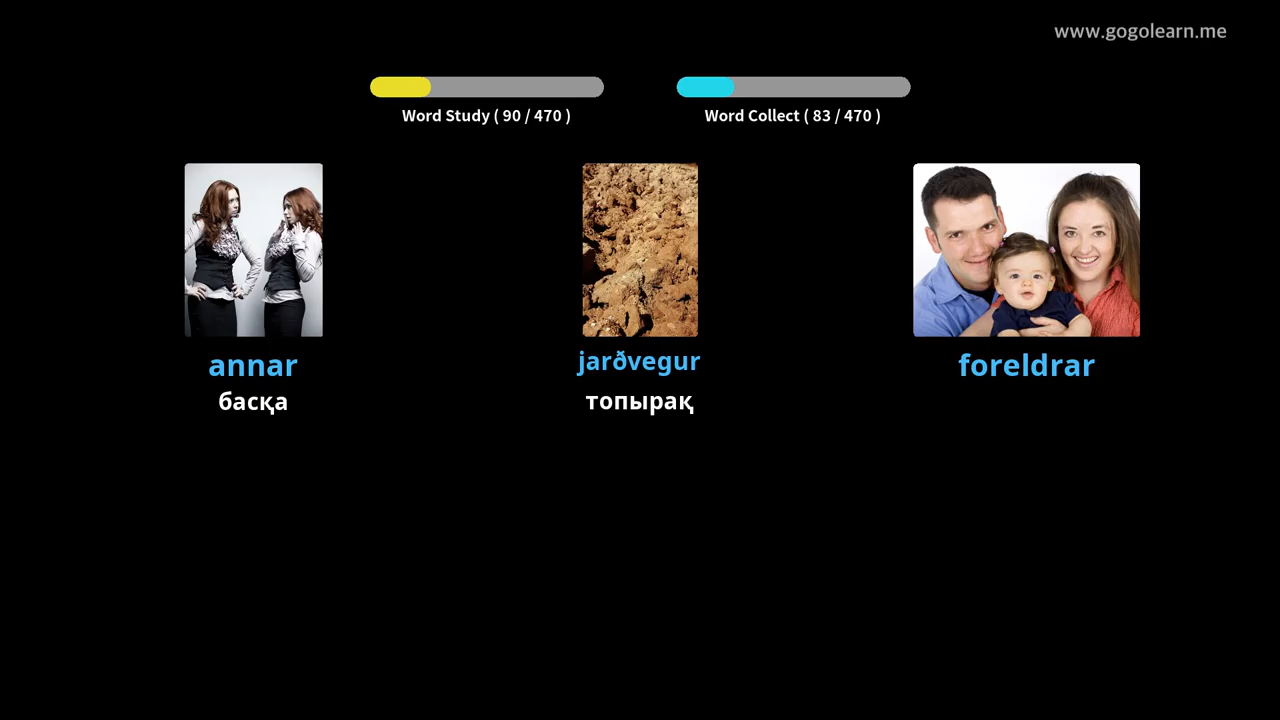 www.gogolearn.me
Word Study ( 90 / 470 )
Word Collect ( 83 / 470 )
annar
басқа
jarðvegur
топырақ
foreldrar